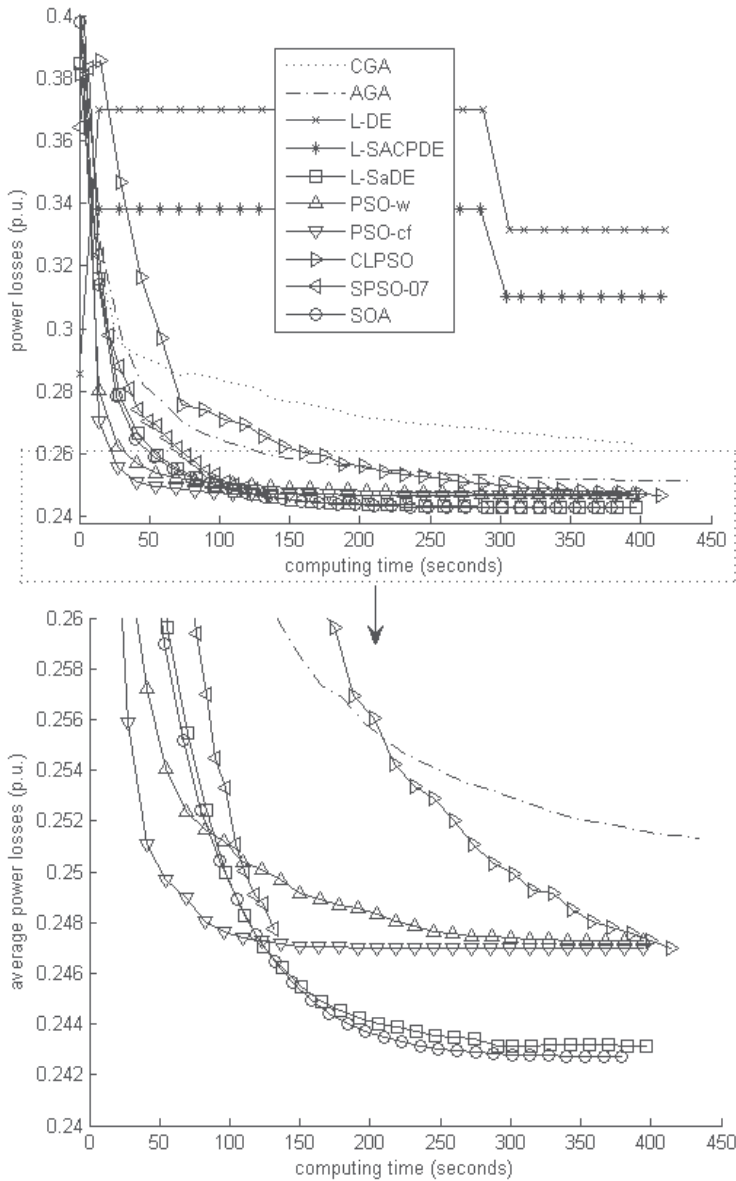 power losses (p.u.)
0.4
0.38
0.36
0.34
0.32
0.3
0.28
0.26
0.24
CGA
AGA
L-DE
L-SACPDE
L-SaDE
PSO-w
PSO-cf
CLPSO
SPSO-07
SOA
0 50 100 150 200 250 300 350 400 450
computing time (seconds)
average power losses (p.u.)
0.26
0.258
0.256
0.254
0.252
0.25
0.248
0.246
0.244
0.242
0.24
0 50 100 150 200 250 300 350 400 450
computing time (seconds)